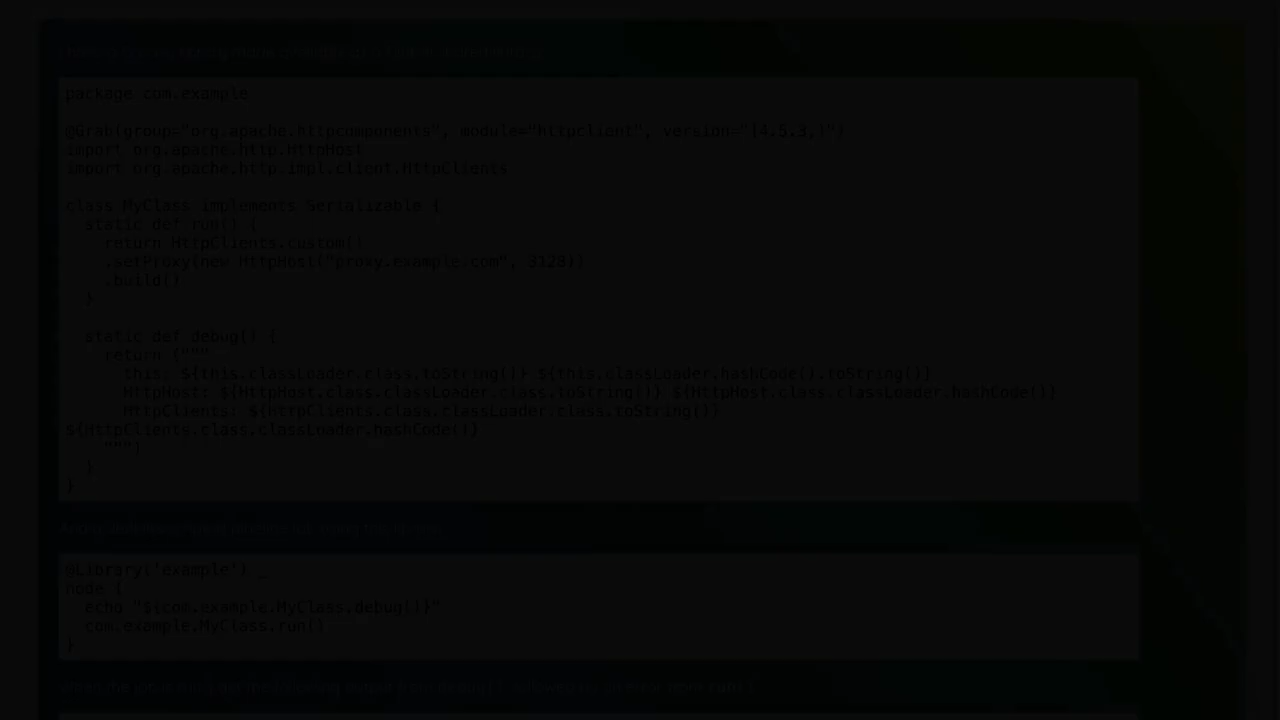 package com.example
@Grab(group="org.apache.httpcomponents", module="httpclient", version="[4.5.3,)")
import org.apache.http.HttpHost
import org.apache.http.impl.client.HttpClients
class MyClass implements Serializable {
static def run() {
return HttpClients.custom()
.setProxy(new HttpHost("proxy.example.com", 3128))
.build()
}
static def debug() {
return ("""
this: ${this.classLoader.class.toString()} ${this.classLoader.hashCode().toString()}
HttpHost: ${HttpHost.class.classLoader.class.toString()} ${HttpHost.class.classLoader.hashCode()}
HttpClients: ${HttpClients.class.classLoader.class.toString()}
${HttpClients.class.classLoader.hashCode()}
""")
}
}
@Library('example') _
node {
echo "${com.example.MyClass.debug()}"
com.example.MyClass.run()
}